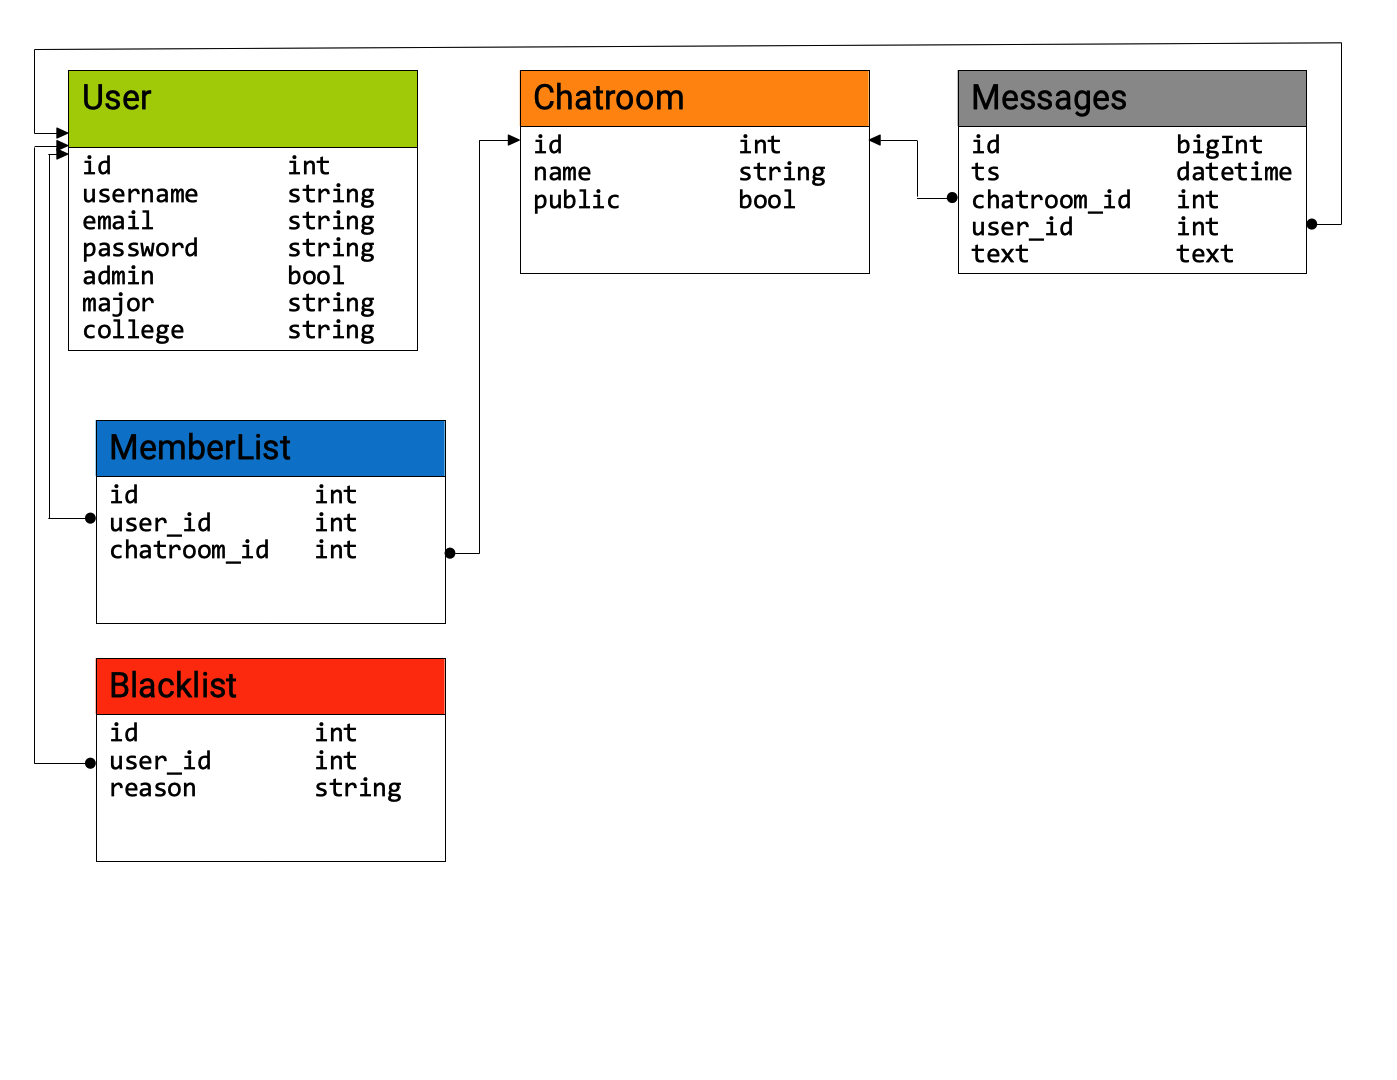 User
id int
username string
email string
password string
admin bool
major string
college string
Chatroom
id int
name string
public bool
Messages
id bigInt
ts datetime
chatroom_id int
user_id int
text text
MemberList
id int
user_id int
chatroom_id int
Blacklist
id int
user_id int
reason string